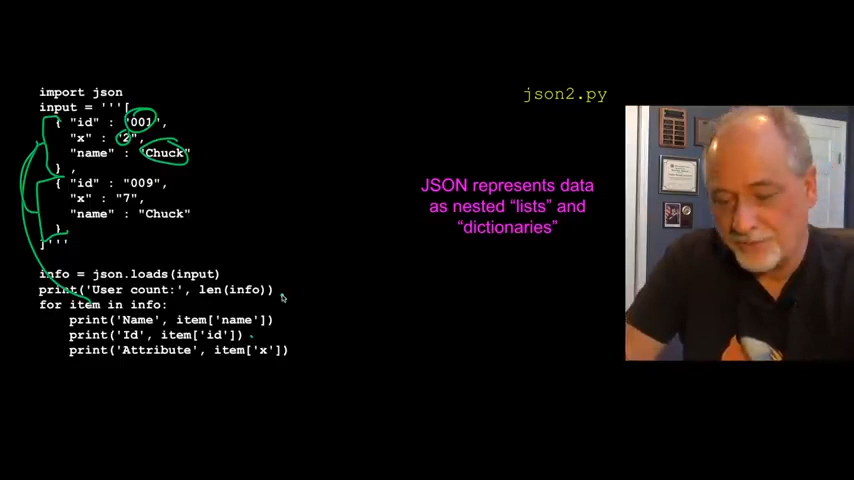 json2.py
import json
input = '''[
{ "id" : "001",
"x" : "2",
"name" : "Chuck"
} ,
{ "id" : "009",
"x" : "7",
"name" : "Chuck"
}
]'''
info = json.loads(input)
print('User count:', len(info))
for item in info:
print('Name', item['name'])
print('Id', item['id'])
print('Attribute', item['x'])
JSON represents data
as nested “lists” and
“dictionaries”